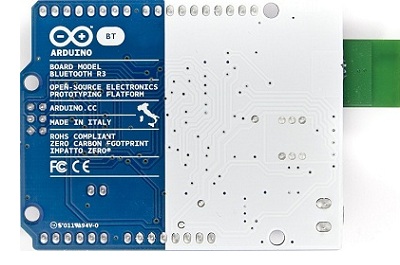 BT
ARDUINO
BOARD MODEL
BLUETOOTH R3
OPEN-SOURCE ELECTRONICS
PROTOTYPING PLATFORM
ARDUINO.CC
MADE IN ITALY
ROHS COMPLIANT
ZERO CARBON FOOTPRINT
IMPATTO ZERO®
FC CE
C